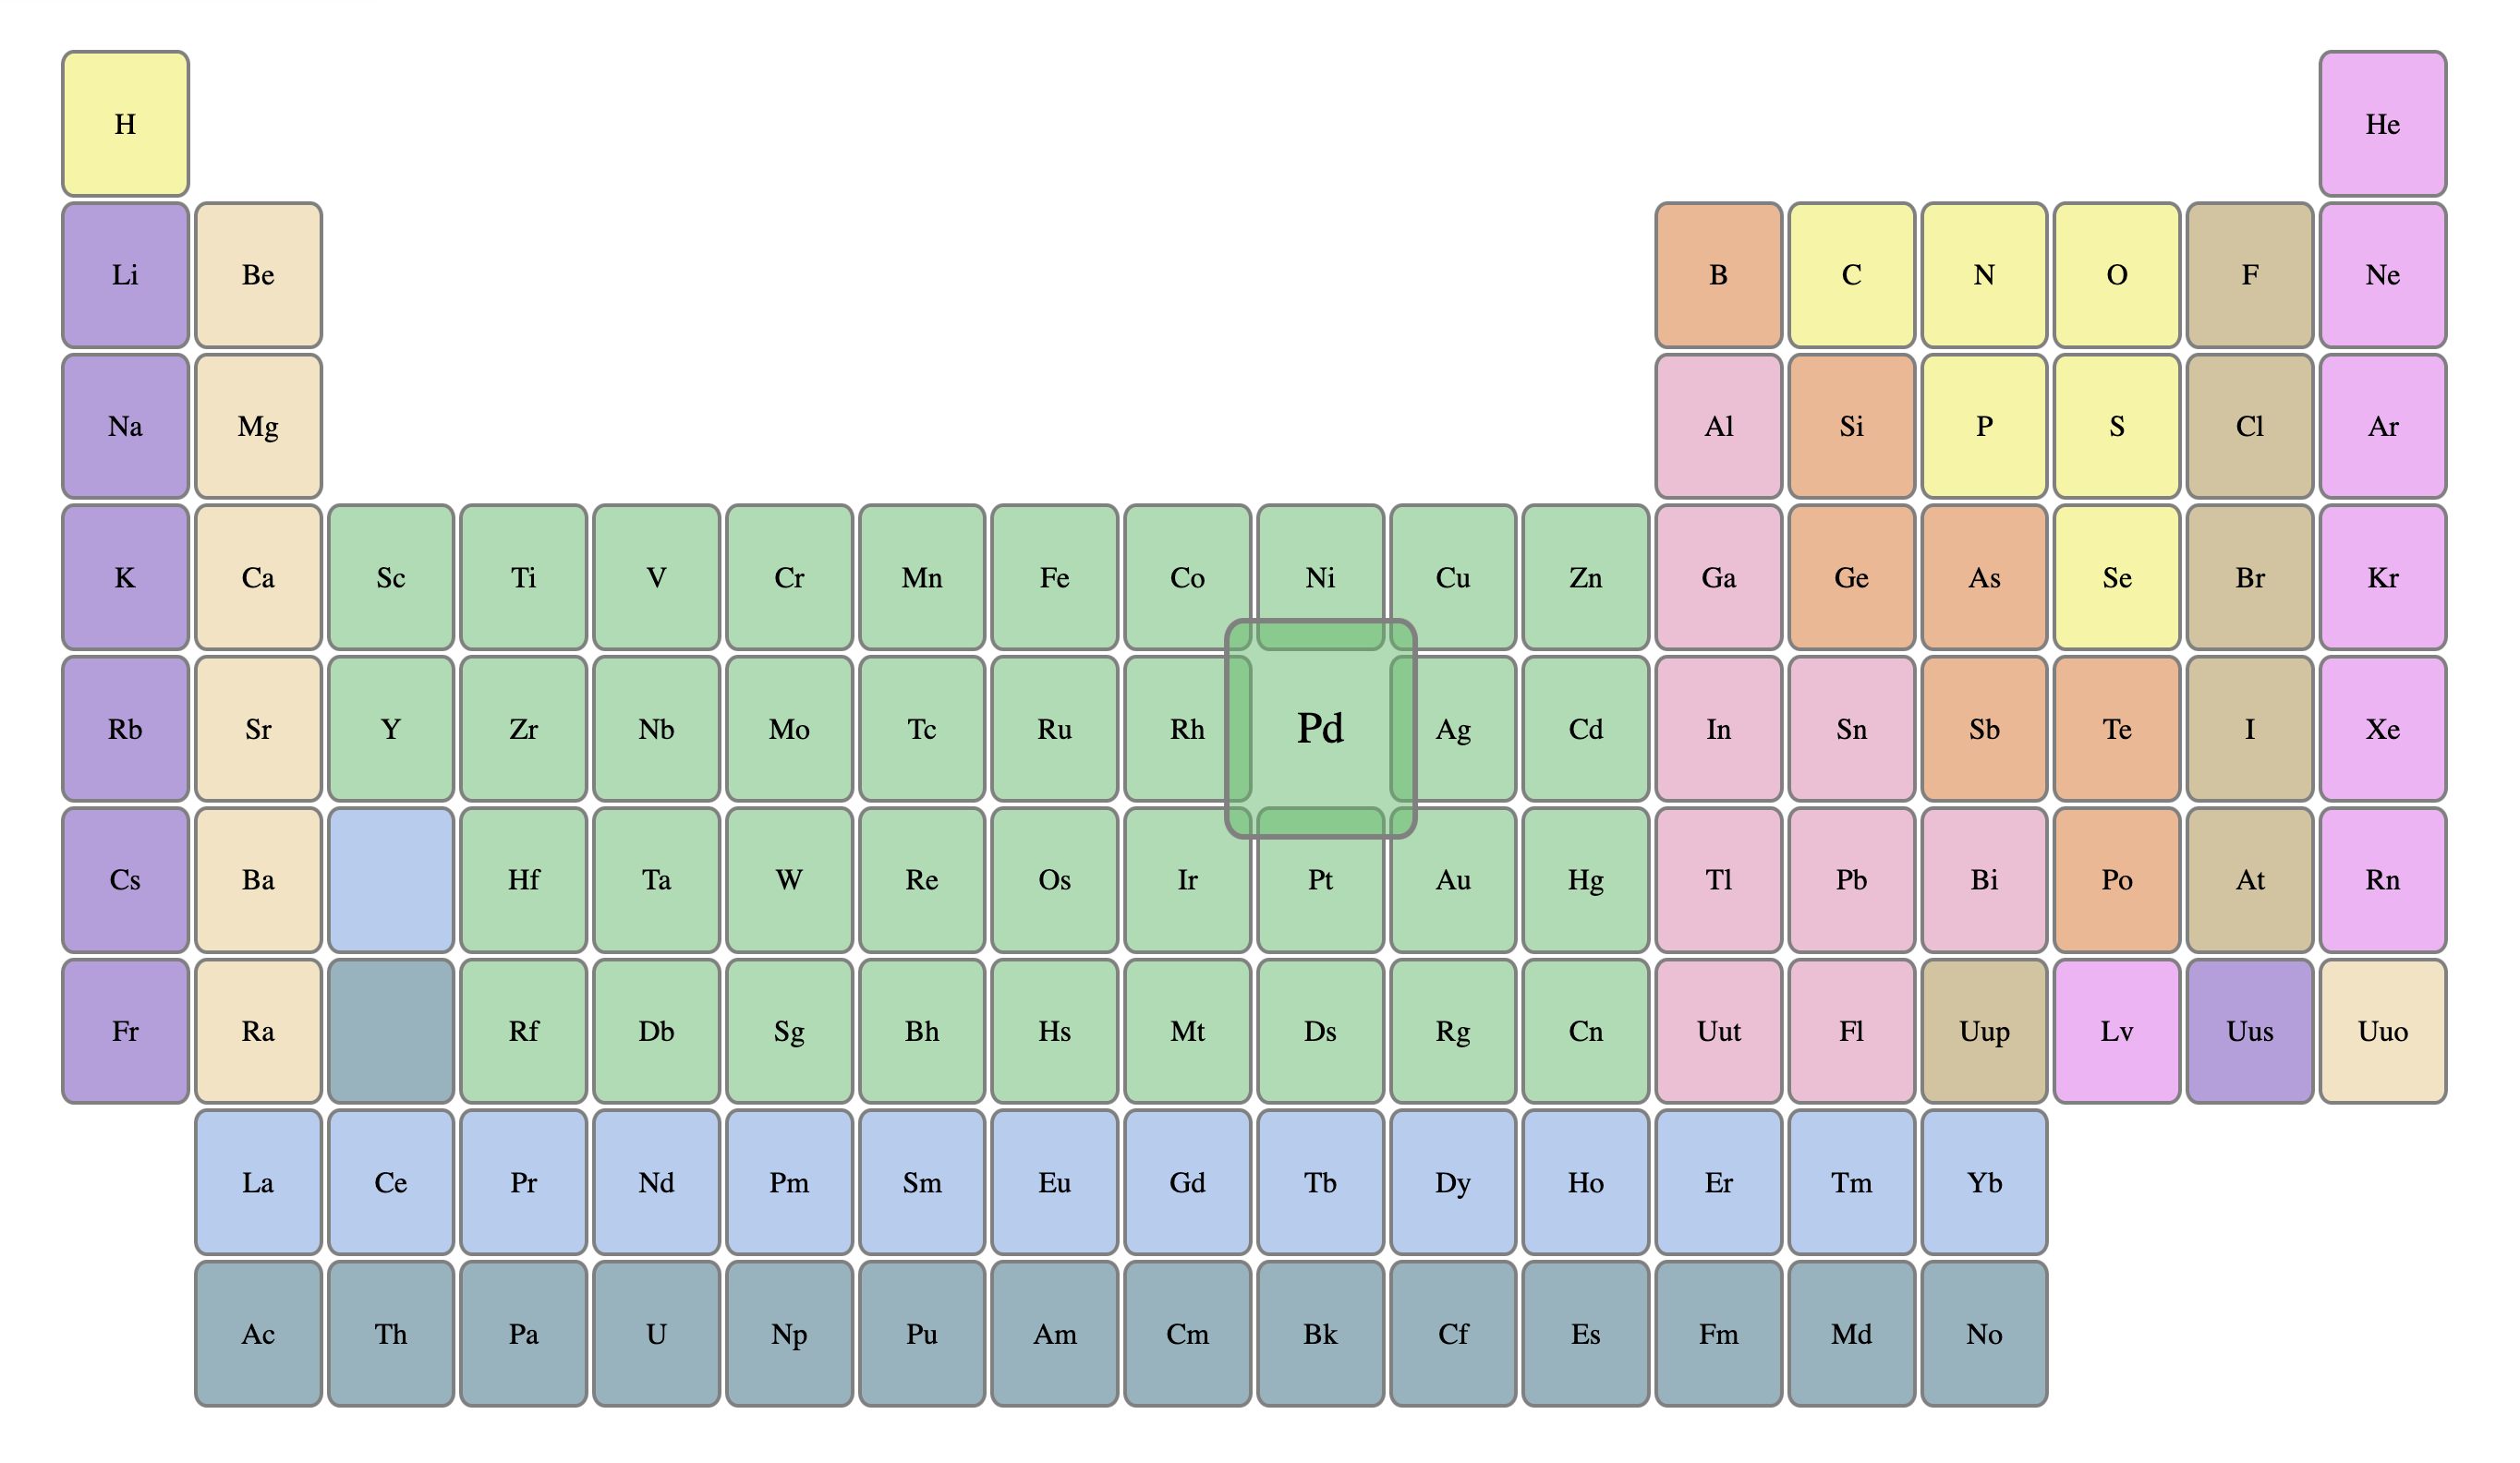 H He
Li Be B C N O F Ne
Na Mg Al Si P S Cl Ar
K Ca Sc Ti V Cr Mn Fe Co Ni Cu Zn Ga Ge As Se Br Kr
Rb Sr Y Zr Nb Mo Tc Ru Rh Pd Ag Cd In Sn Sb Te I Xe
Cs Ba Hf Ta W Re Os Ir Pt Au Hg Tl Pb Bi Po At Rn
Fr Ra Rf Db Sg Bh Hs Mt Ds Rg Cn Uut Fl Uup Lv Uus Uuo
La Ce Pr Nd Pm Sm Eu Gd Tb Dy Ho Er Tm Yb
Ac Th Pa U Np Pu Am Cm Bk Cf Es Fm Md No